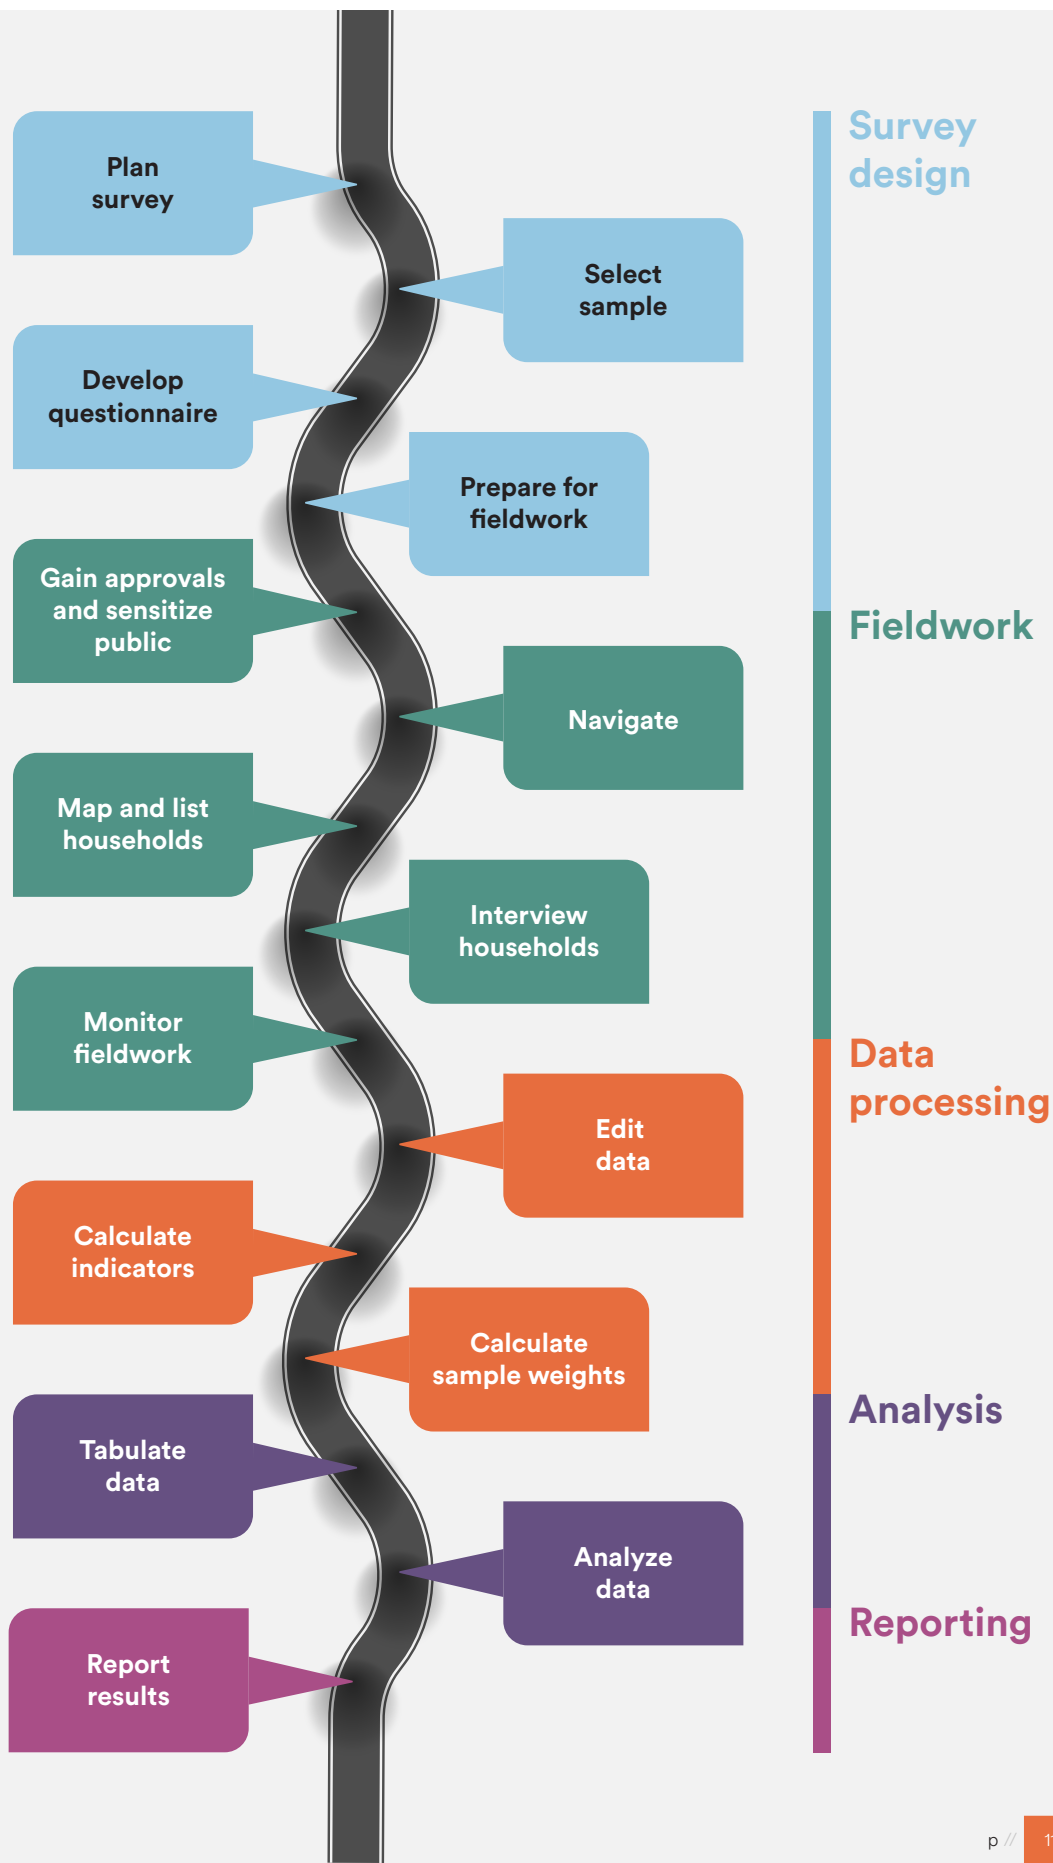 Survey
design
Plan
survey
Select
sample
Develop
questionnaire
Prepare for
fieldwork
Fieldwork
Gain approvals
and sensitize
public
Navigate
Map and list
households
Interview
households
Monitor
fieldwork
Data
processing
Edit
data
Calculate
indicators
Calculate
sample weights
Analysis
Tabulate
data
Analyze
data
Reporting
Report
results
p //